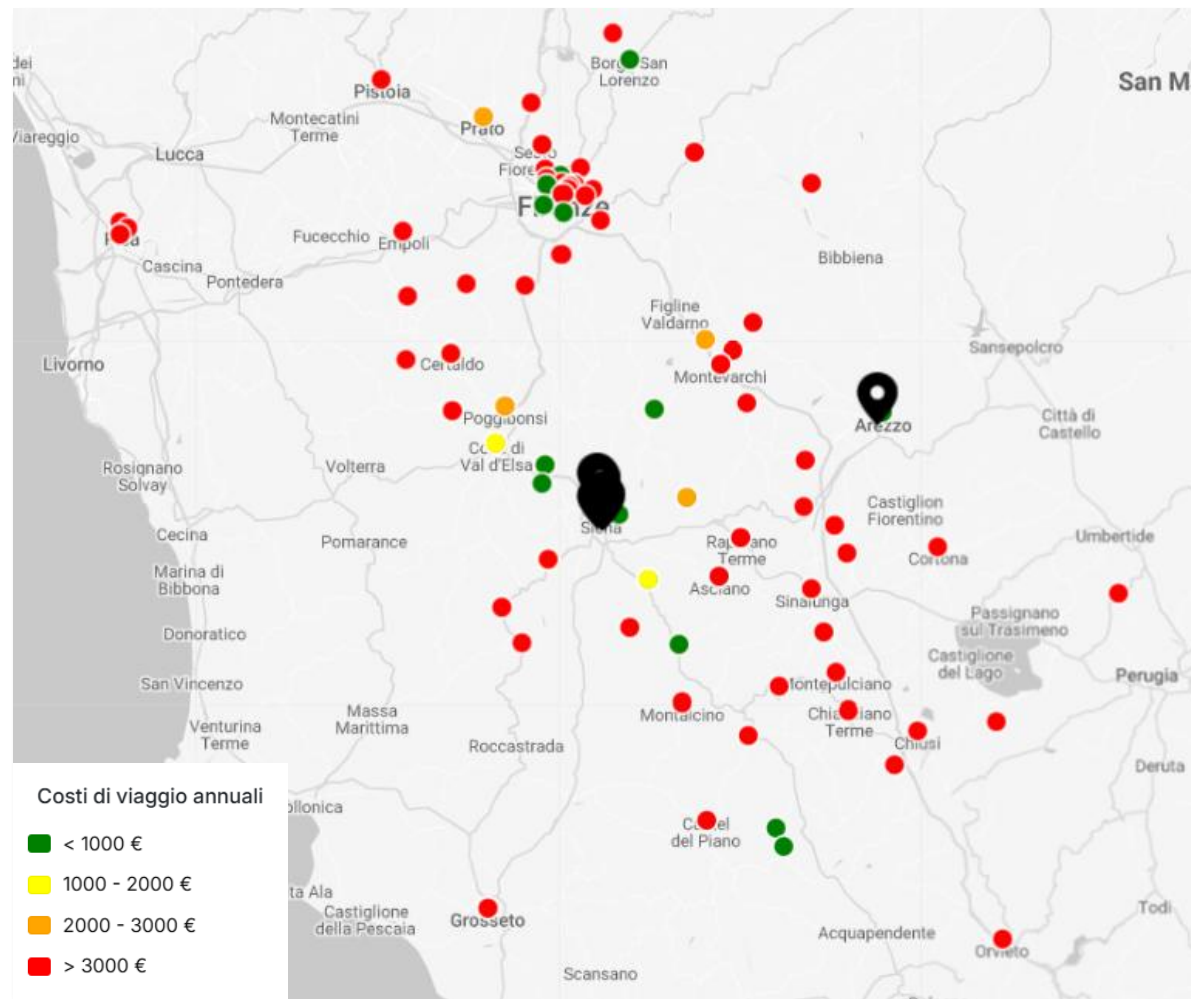 San M
Borgo San
Lorenzo
Pistoia
Montecatini
Terme
Prato
Viareggio
Lucca
Firenze
Fucecchio
Empoli
Bibbiena
Cascina
Pontedera
Figline
Valdarno
Sansepolcro
Livorno
Certaldo
Montevarchi
Poggibonsi
Arezzo
Città di
Castello
Colle di
Val d'Elsa
Rosignano
Solvay
Volterra
Castiglion
Fiorentino
Siena
Cecina
Pomarance
Rapolano
Terme
Umbertide
Cortona
Marina di
Bibbona
Asciano
Sinalunga
Passignano
sul Trasimeno
Donoratico
Castiglione
del Lago
San Vincenzo
Montepulciano
Perugia
Massa
Marittima
Montalcino
Chianciano
Terme
Venturina
Terme
Roccastrada
Chiusi
Deruta
Costi di viaggio annuali
ollonica
Castel
del Piano
< 1000 €
1000 - 2000 €
ta Ala
Castiglione
della Pescaia
Grosseto
Todi
2000 - 3000 €
Acquapendente
Orvieto
> 3000 €
Scansano